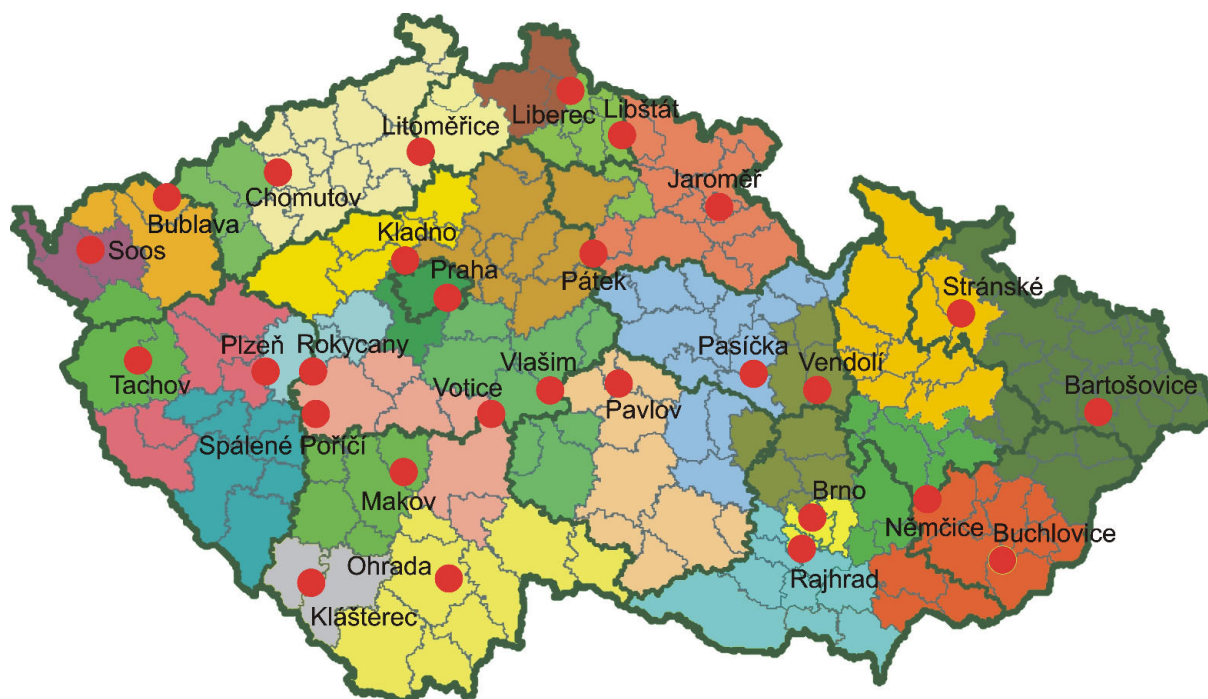 Liberec
Libštát
Litoměřice
Jaroměř
Chomutov
Bublava
Soos
Kladno
Praha
Pátek
Stránské
Plzeň
Rokycany
Vlašim
Pasíčka
Vendolí
Tachov
Votice
Pavlov
Bartošovice
Spálené Poříčí
Makov
Brno
Němčice
Buchlovice
Ohrada
Rajhrad
Klášterec